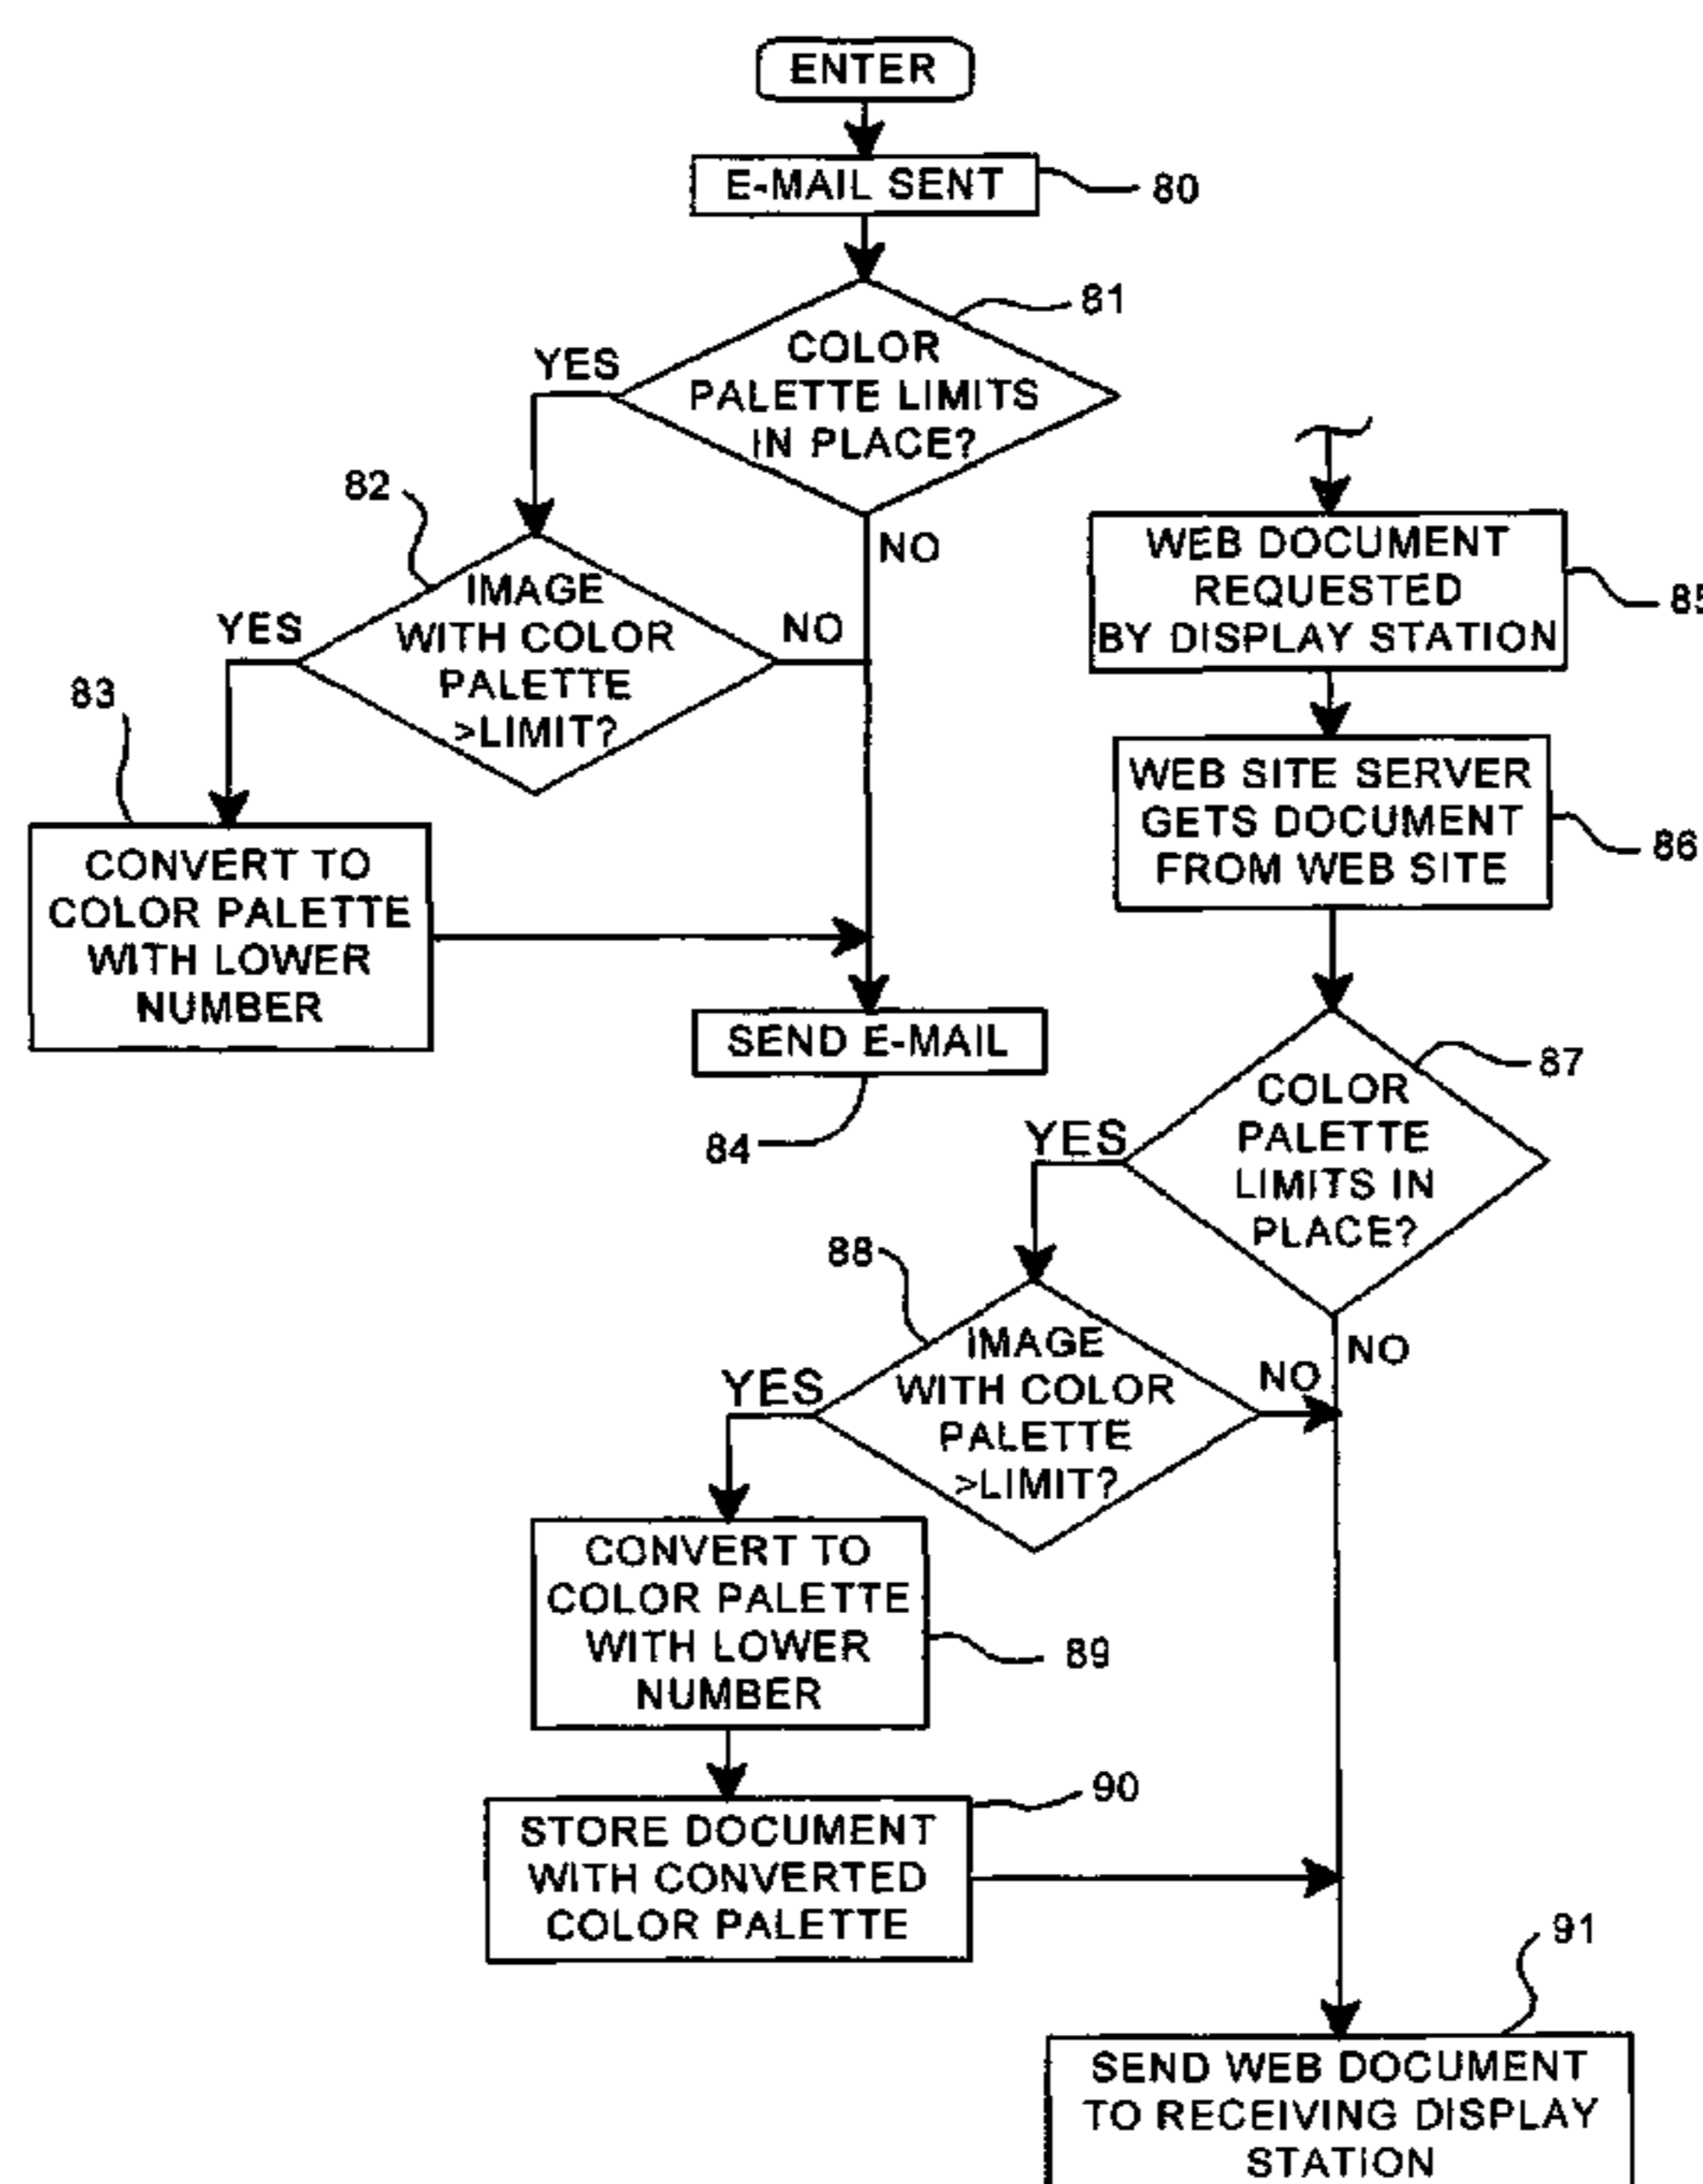 ENTER
E-MAIL SENT
80
81
COLOR
PALETTE LIMITS
IN PLACE?
YES
NO
82
IMAGE
WITH COLOR
PALETTE
>LIMIT?
YES
NO
83
CONVERT TO
COLOR PALETTE
WITH LOWER
NUMBER
SEND E-MAIL
84
WEB DOCUMENT
REQUESTED
BY DISPLAY STATION
85
WEB SITE SERVER
GETS DOCUMENT
FROM WEB SITE
86
87
COLOR
PALETTE
LIMITS IN
PLACE?
YES
NO
88
IMAGE
WITH COLOR
PALETTE
>LIMIT?
YES
NO
CONVERT TO
COLOR PALETTE
WITH LOWER
NUMBER
89
90
STORE DOCUMENT
WITH CONVERTED
COLOR PALETTE
91
SEND WEB DOCUMENT
TO RECEIVING DISPLAY
STATION